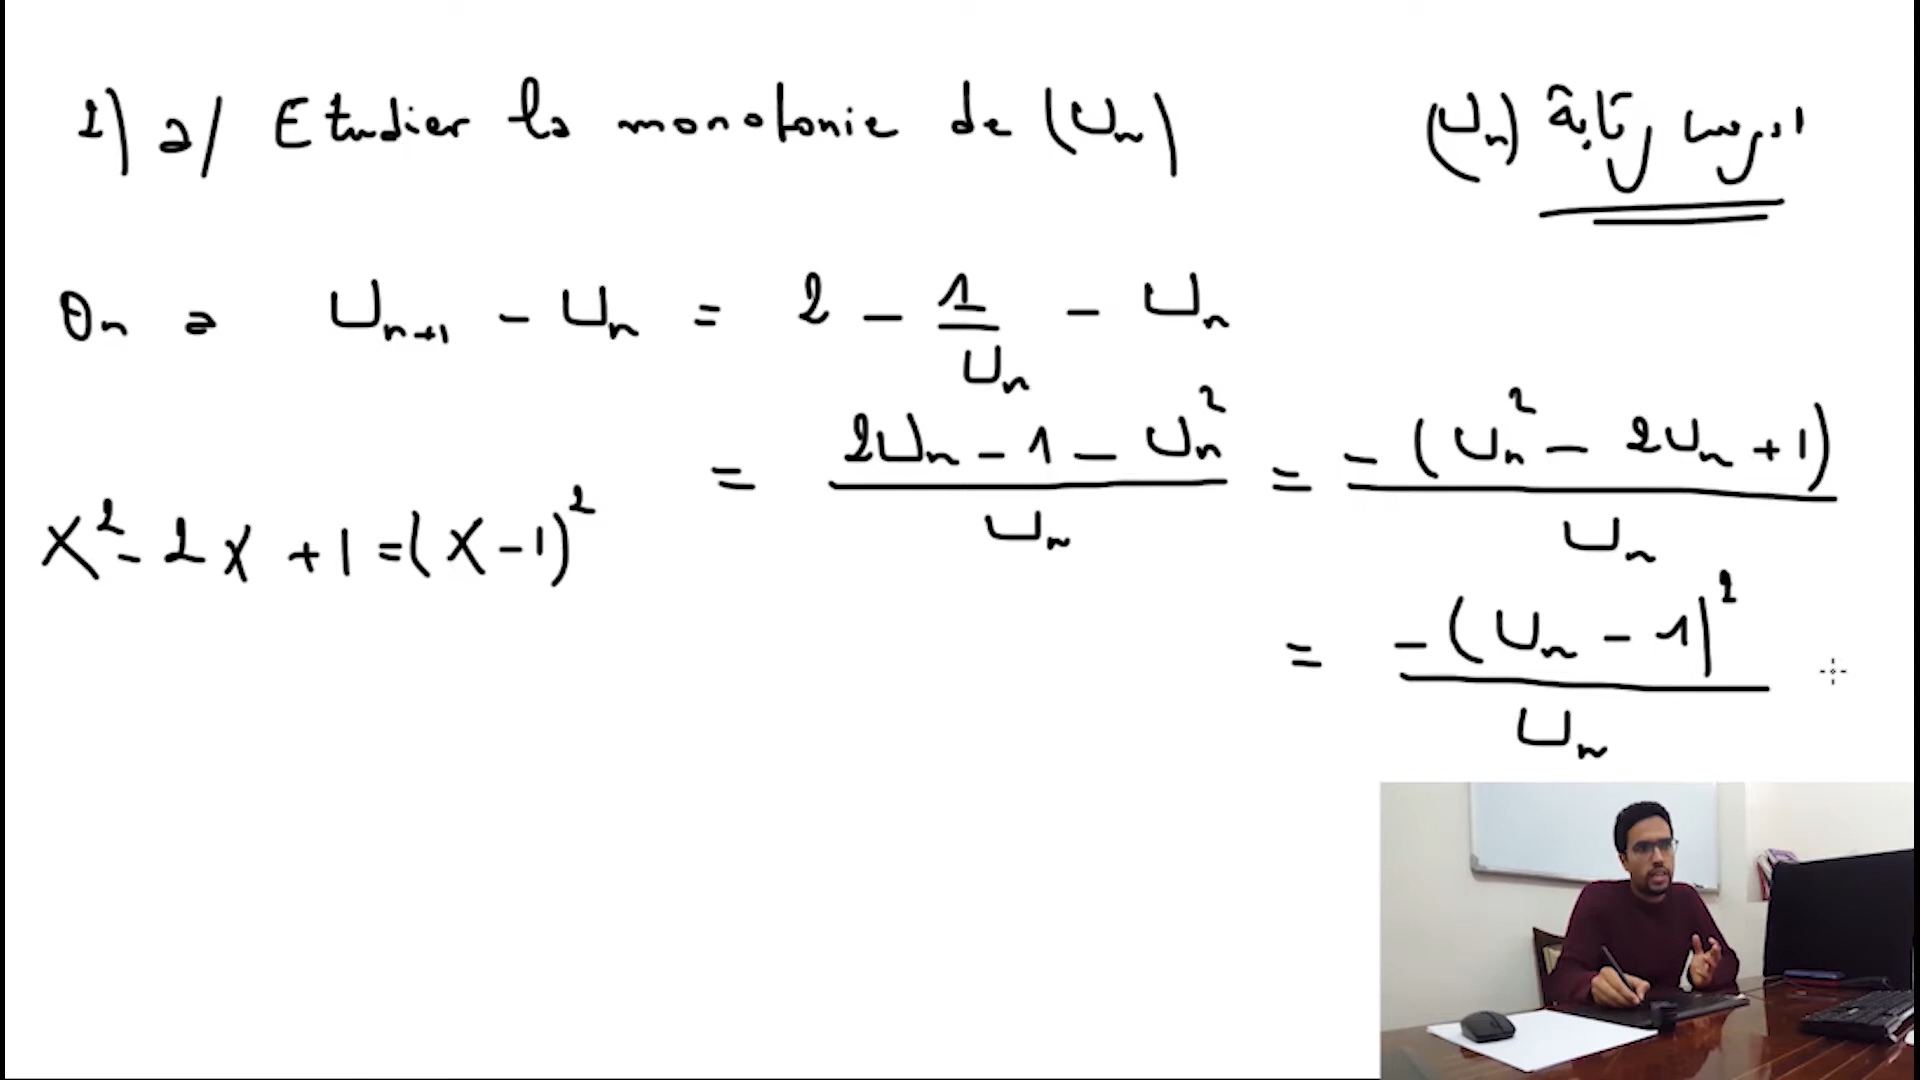 1) a/ Etudier la monotonie de (Un)
ادرس رتابة (Un)
On a Un+1 - Un = 2 - 1/Un - Un
= (2Un - 1 - Un²)/Un = -(Un² - 2Un + 1)/Un
x² - 2x + 1 = (x - 1)²
= -(Un - 1)²/Un